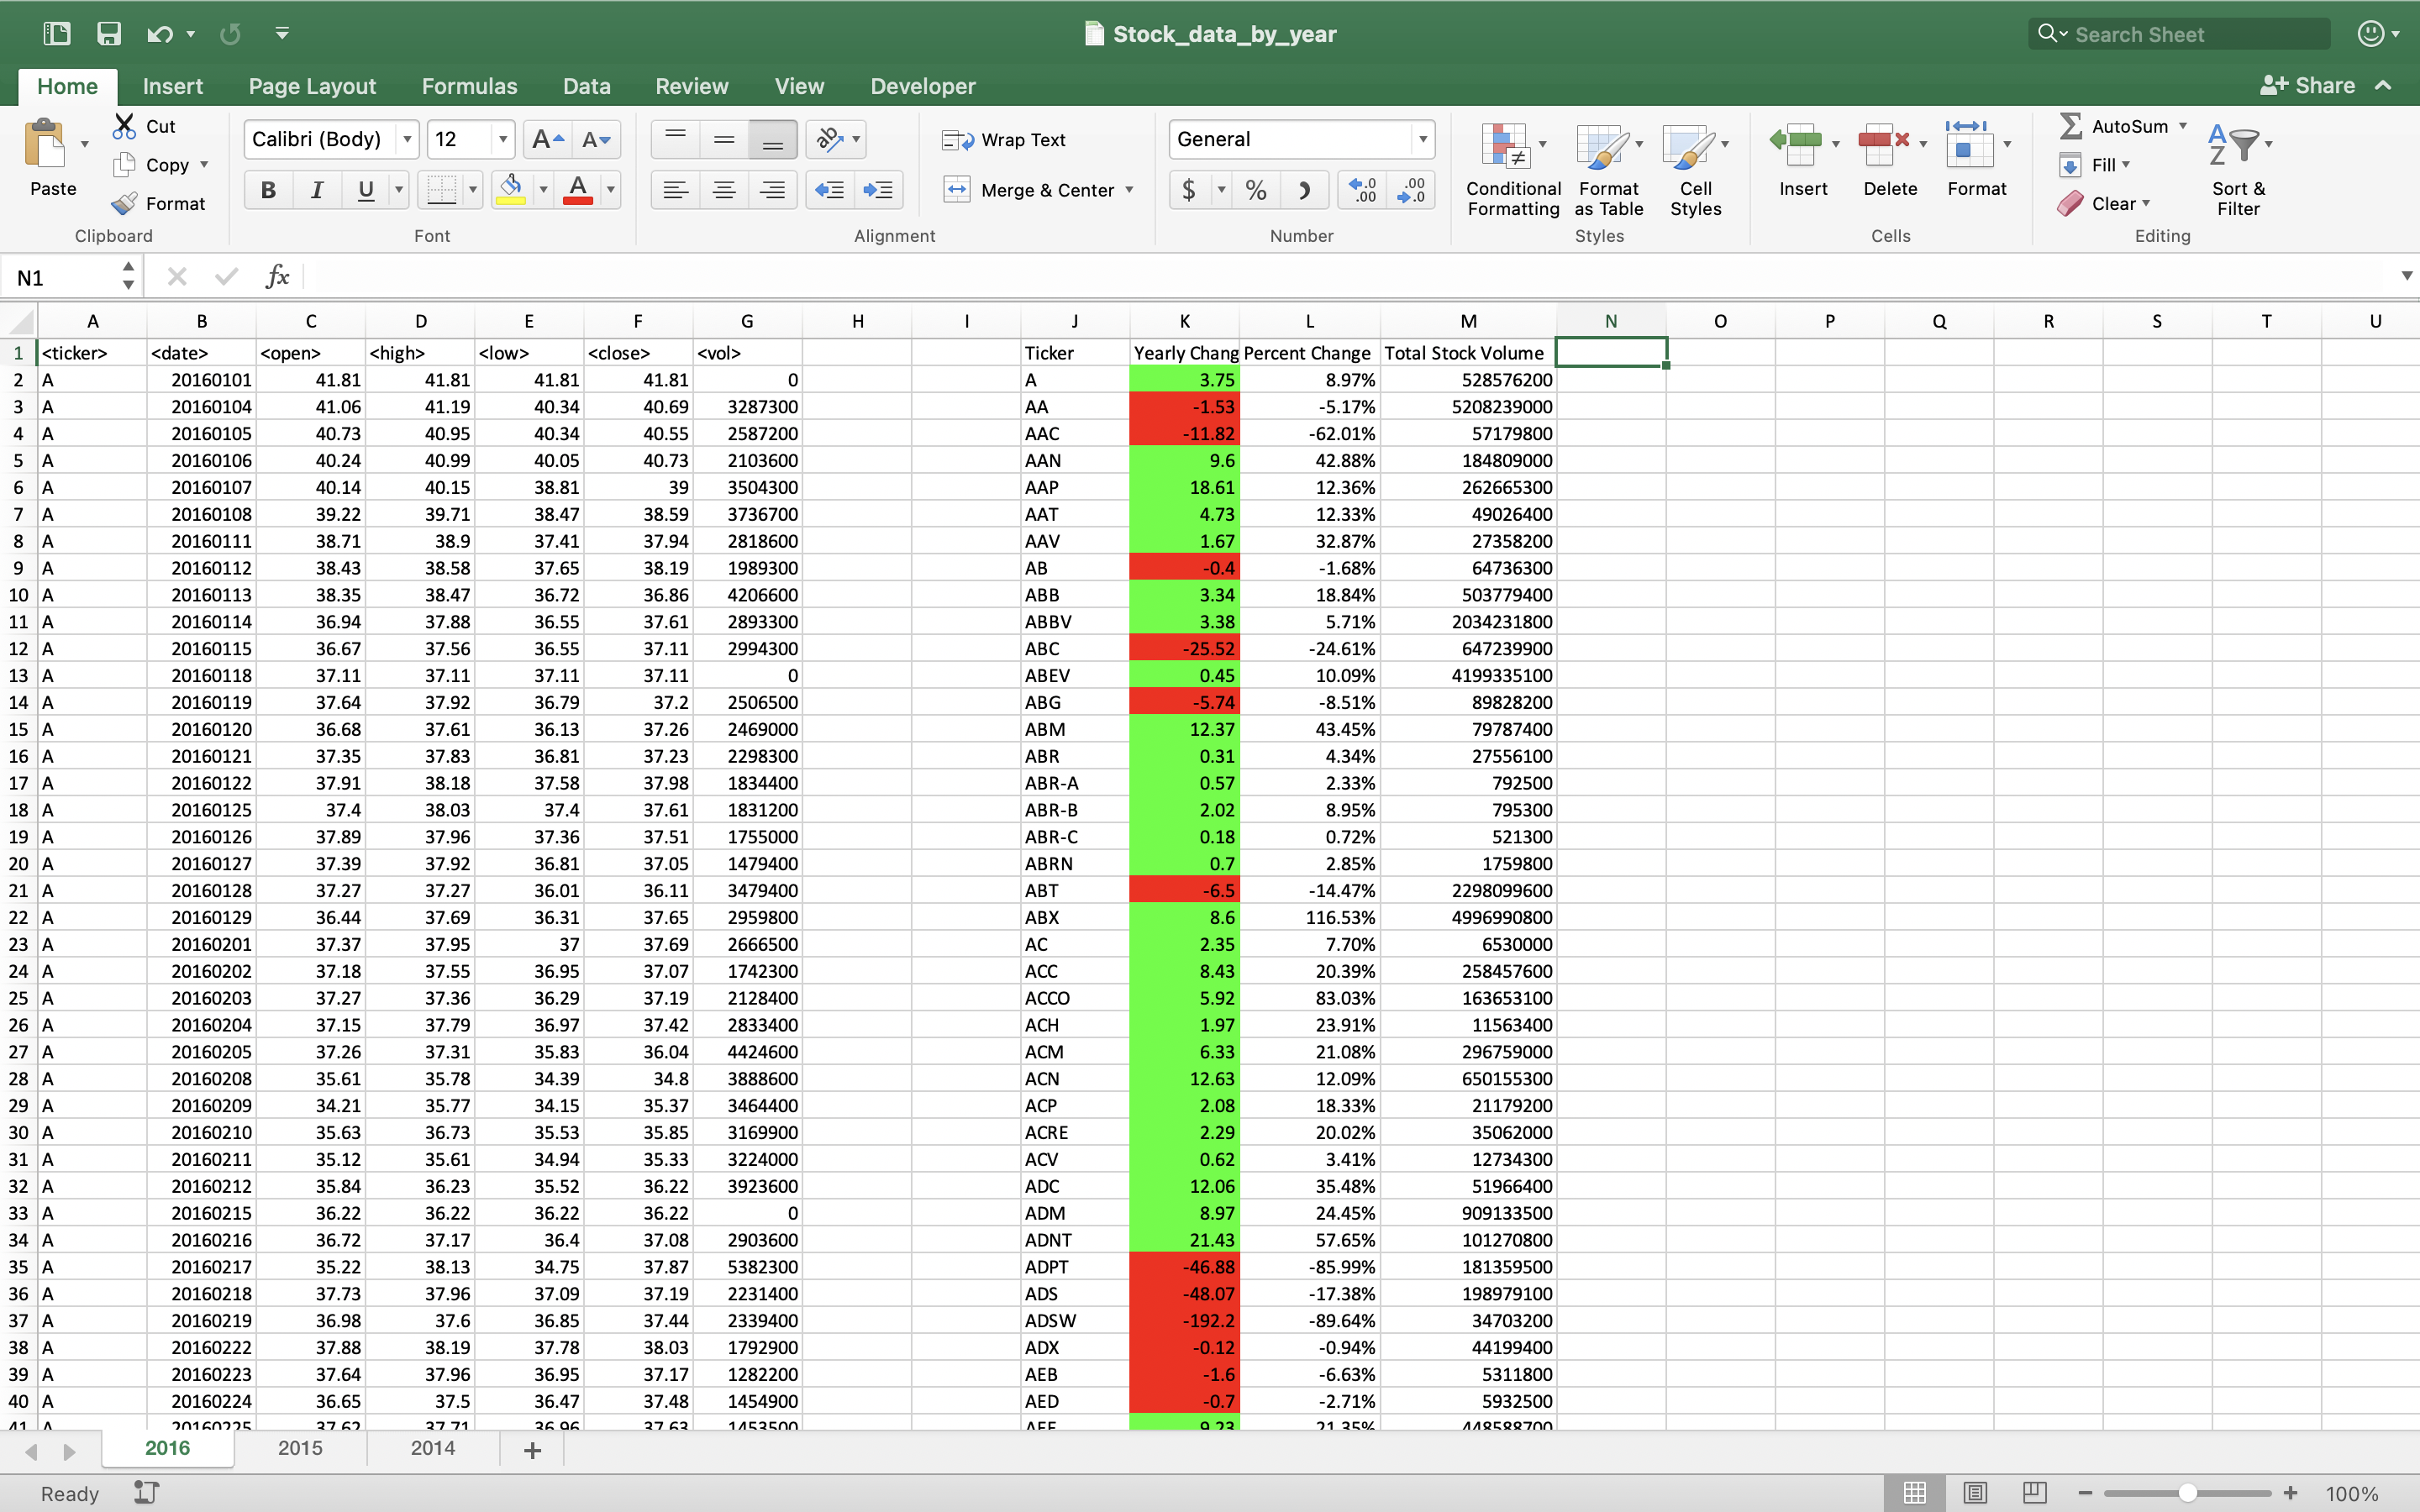 Stock_data_by_year
Search Sheet
Home Insert Page Layout Formulas Data Review View Developer Share
Paste Cut Copy Format
Calibri (Body) 12 A A
B I U A
Wrap Text
Merge & Center
General
$ % .0 .00 .00 .0
Conditional Formatting Format as Table Cell Styles
Insert Delete Format
AutoSum Fill Clear
Sort & Filter
Clipboard Font Alignment Number Styles Cells Editing
N1 fx
A B C D E F G H I J K L M N O P Q R S T U
1 <ticker> <date> <open> <high> <low> <close> <vol> Ticker Yearly Chang Percent Change Total Stock Volume
2 A 20160101 41.81 41.81 41.81 41.81 0 A 3.75 8.97% 528576200
3 A 20160104 41.06 41.19 40.34 40.69 3287300 AA -1.53 -5.17% 5208239000
4 A 20160105 40.73 40.95 40.34 40.55 2587200 AAC -11.82 -62.01% 57179800
5 A 20160106 40.24 40.99 40.05 40.73 2103600 AAN 9.6 42.88% 184809000
6 A 20160107 40.14 40.15 38.81 39 3504300 AAP 18.61 12.36% 262665300
7 A 20160108 39.22 39.71 38.47 38.59 3736700 AAT 4.73 12.33% 49026400
8 A 20160111 38.71 38.9 37.41 37.94 2818600 AAV 1.67 32.87% 27358200
9 A 20160112 38.43 38.58 37.65 38.19 1989300 AB -0.4 -1.68% 64736300
10 A 20160113 38.35 38.47 36.72 36.86 4206600 ABB 3.34 18.84% 503779400
11 A 20160114 36.94 37.88 36.55 37.61 2893300 ABBV 3.38 5.71% 2034231800
12 A 20160115 36.67 37.56 36.55 37.11 2994300 ABC -25.52 -24.61% 647239900
13 A 20160118 37.11 37.11 37.11 37.11 0 ABEV 0.45 10.09% 4199335100
14 A 20160119 37.64 37.92 36.79 37.2 2506500 ABG -5.74 -8.51% 89828200
15 A 20160120 36.68 37.61 36.13 37.26 2469000 ABM 12.37 43.45% 79787400
16 A 20160121 37.35 37.83 36.81 37.23 2298300 ABR 0.31 4.34% 27556100
17 A 20160122 37.91 38.18 37.58 37.98 1834400 ABR-A 0.57 2.33% 792500
18 A 20160125 37.4 38.03 37.4 37.61 1831200 ABR-B 2.02 8.95% 795300
19 A 20160126 37.89 37.96 37.36 37.51 1755000 ABR-C 0.18 0.72% 521300
20 A 20160127 37.39 37.92 36.81 37.05 1479400 ABRN 0.7 2.85% 1759800
21 A 20160128 37.27 37.27 36.01 36.11 3479400 ABT -6.5 -14.47% 2298099600
22 A 20160129 36.44 37.69 36.31 37.65 2959800 ABX 8.6 116.53% 4996990800
23 A 20160201 37.37 37.95 37 37.69 2666500 AC 2.35 7.70% 6530000
24 A 20160202 37.18 37.55 36.95 37.07 1742300 ACC 8.43 20.39% 258457600
25 A 20160203 37.27 37.36 36.29 37.19 2128400 ACCO 5.92 83.03% 163653100
26 A 20160204 37.15 37.79 36.97 37.42 2833400 ACH 1.97 23.91% 11563400
27 A 20160205 37.26 37.31 35.83 36.04 4424600 ACM 6.33 21.08% 296759000
28 A 20160208 35.61 35.78 34.39 34.8 3888600 ACN 12.63 12.09% 650155300
29 A 20160209 34.21 35.77 34.15 35.37 3464400 ACP 2.08 18.33% 21179200
30 A 20160210 35.63 36.73 35.53 35.85 3169900 ACRE 2.29 20.02% 35062000
31 A 20160211 35.12 35.61 34.94 35.33 3224000 ACV 0.62 3.41% 12734300
32 A 20160212 35.84 36.23 35.52 36.22 3923600 ADC 12.06 35.48% 51966400
33 A 20160215 36.22 36.22 36.22 36.22 0 ADM 8.97 24.45% 909133500
34 A 20160216 36.72 37.17 36.4 37.08 2903600 ADNT 21.43 57.65% 101270800
35 A 20160217 35.22 38.13 34.75 37.87 5382300 ADPT -46.88 -85.99% 181359500
36 A 20160218 37.73 37.96 37.09 37.19 2231400 ADS -48.07 -17.38% 198979100
37 A 20160219 36.98 37.6 36.85 37.44 2339400 ADSW -192.2 -89.64% 34703200
38 A 20160222 37.88 38.19 37.78 38.03 1792900 ADX -0.12 -0.94% 44199400
39 A 20160223 37.64 37.96 36.95 37.17 1282200 AEB -1.6 -6.63% 5311800
40 A 20160224 36.65 37.5 36.47 37.48 1454900 AED -0.7 -2.71% 5932500
41 A 20160225 37.62 37.71 36.96 37.63 1453500 AEE 9.23 21.35% 448588700
2016 2015 2014 +
Ready 100%